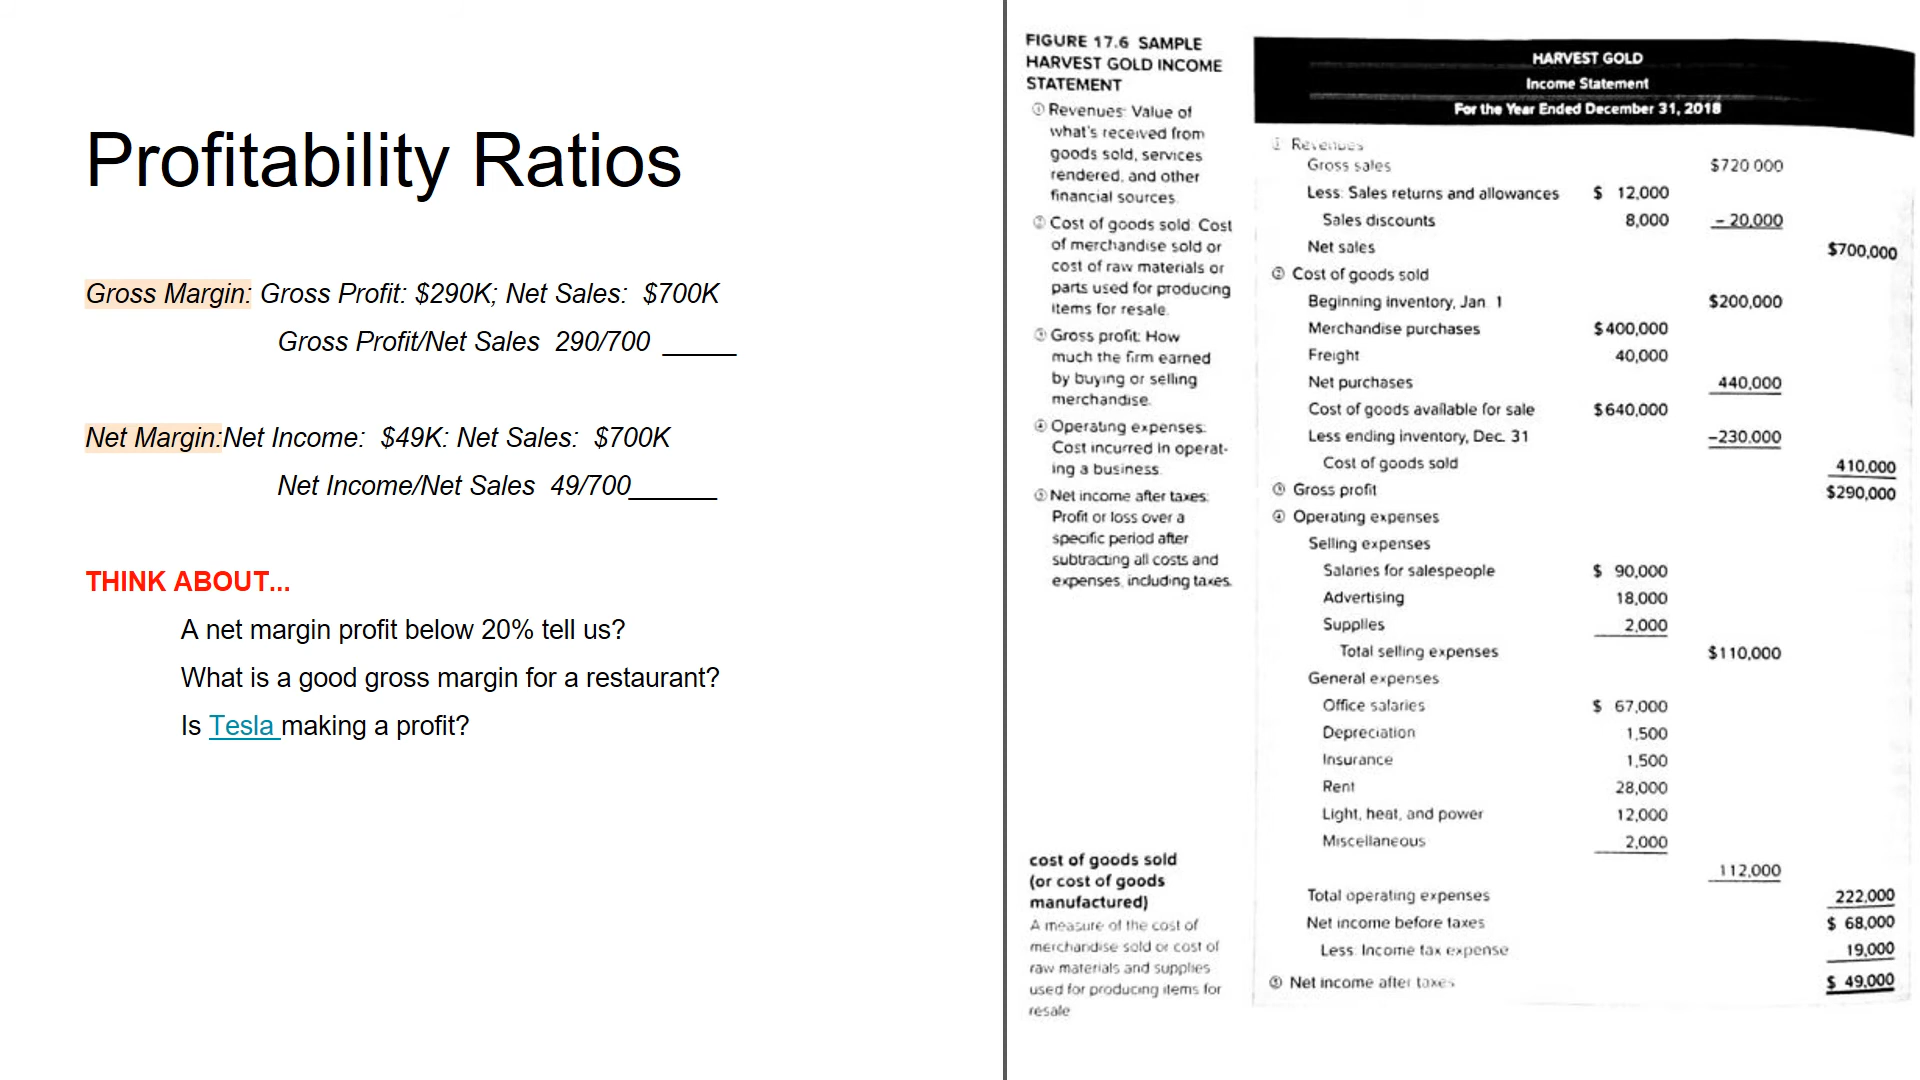 Profitability Ratios
Gross Margin: Gross Profit: $290K; Net Sales: $700K
Gross Profit/Net Sales 290/700 _____
Net Margin:Net Income: $49K: Net Sales: $700K
Net Income/Net Sales 49/700______
THINK ABOUT...
A net margin profit below 20% tell us?
What is a good gross margin for a restaurant?
Is Tesla making a profit?
FIGURE 17.6 SAMPLE
HARVEST GOLD INCOME
STATEMENT
① Revenues: Value of
what's received from
goods sold, services
rendered, and other
financial sources.
② Cost of goods sold: Cost
of merchandise sold or
cost of raw materials or
parts used for producing
items for resale.
③ Gross profit: How
much the firm earned
by buying or selling
merchandise.
④ Operating expenses:
Cost incurred in operat-
ing a business.
⑤ Net income after taxes:
Profit or loss over a
specific period after
subtracting all costs and
expenses, including taxes.
cost of goods sold
(or cost of goods
manufactured)
A measure of the cost of
merchandise sold or cost of
raw materials and supplies
used for producing items for
resale
HARVEST GOLD
Income Statement
For the Year Ended December 31, 2018
① Revenues
Gross sales $720 000
Less: Sales returns and allowances $ 12,000
Sales discounts 8,000 – 20,000
Net sales $700,000
② Cost of goods sold
Beginning inventory, Jan. 1 $200,000
Merchandise purchases $400,000
Freight 40,000
Net purchases 440,000
Cost of goods available for sale $640,000
Less ending inventory, Dec. 31 –230,000
Cost of goods sold 410,000
③ Gross profit $290,000
④ Operating expenses
Selling expenses
Salaries for salespeople $ 90,000
Advertising 18,000
Supplies 2,000
Total selling expenses $110,000
General expenses
Office salaries $ 67,000
Depreciation 1,500
Insurance 1,500
Rent 28,000
Light, heat, and power 12,000
Miscellaneous 2,000
112,000
Total operating expenses 222,000
Net income before taxes $ 68,000
Less: Income tax expense 19,000
⑤ Net income after taxes $ 49,000